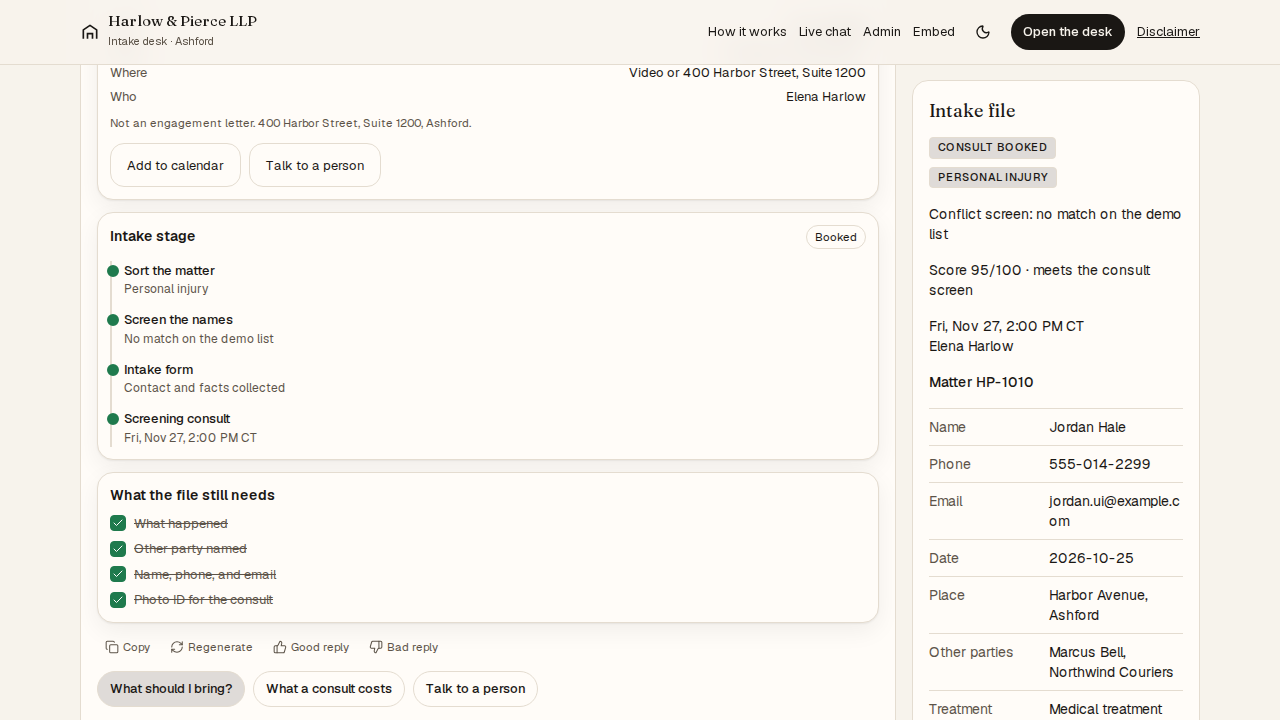 Harlow & Pierce LLP
Intake desk · Ashford
How it works
Live chat
Admin
Embed
Open the desk
Disclaimer
Where
Video or 400 Harbor Street, Suite 1200
Who
Elena Harlow
Not an engagement letter. 400 Harbor Street, Suite 1200, Ashford.
Add to calendar
Talk to a person
Intake stage
Booked
Sort the matter
Personal injury
Screen the names
No match on the demo list
Intake form
Contact and facts collected
Screening consult
Fri, Nov 27, 2:00 PM CT
What the file still needs
What happened
Other party named
Name, phone, and email
Photo ID for the consult
Copy
Regenerate
Good reply
Bad reply
What should I bring?
What a consult costs
Talk to a person
Intake file
CONSULT BOOKED
PERSONAL INJURY
Conflict screen: no match on the demo
list
Score 95/100 · meets the consult
screen
Fri, Nov 27, 2:00 PM CT
Elena Harlow
Matter HP-1010
Name
Jordan Hale
Phone
555-014-2299
Email
jordan.ui@example.c
om
Date
2026-10-25
Place
Harbor Avenue,
Ashford
Other parties
Marcus Bell,
Northwind Couriers
Treatment
Medical treatment